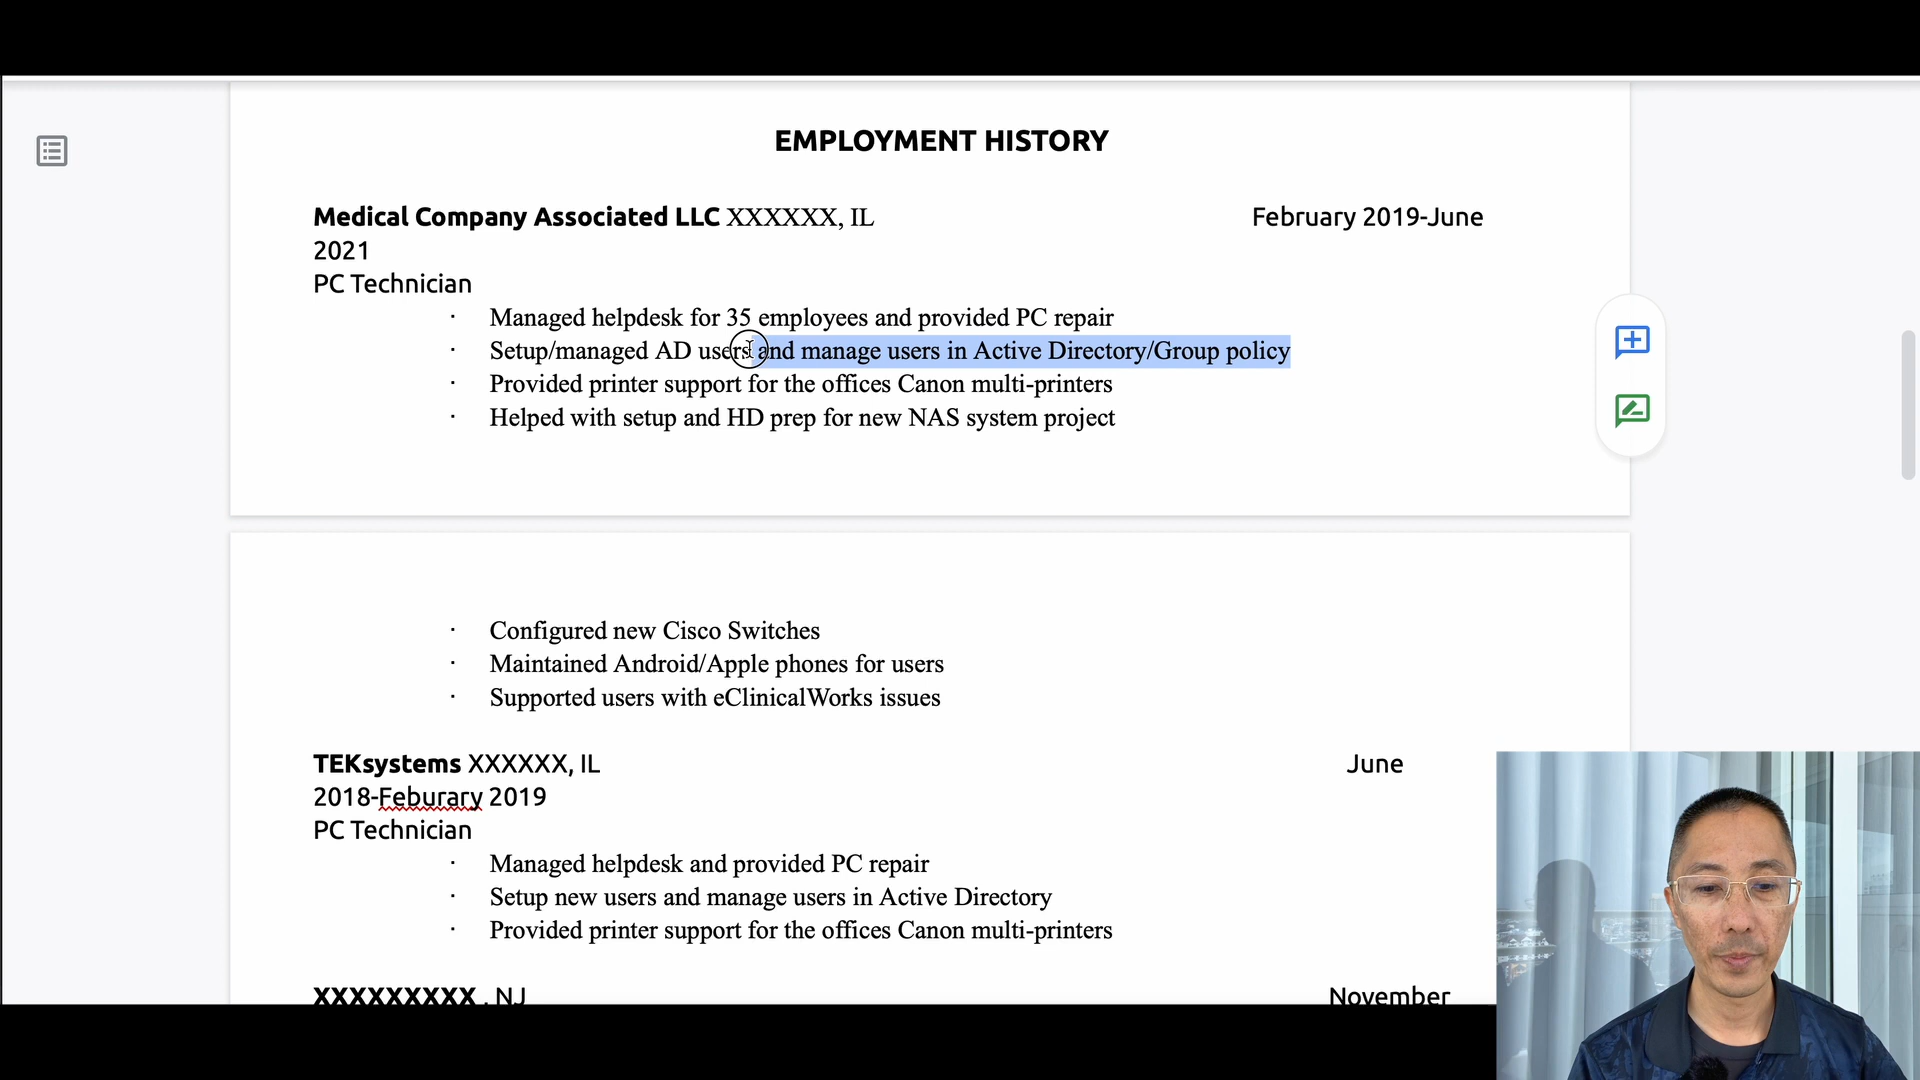 EMPLOYMENT HISTORY
Medical Company Associated LLC XXXXXX, IL February 2019-June
2021
PC Technician
· Managed helpdesk for 35 employees and provided PC repair
· Setup/managed AD users and manage users in Active Directory/Group policy
· Provided printer support for the offices Canon multi-printers
· Helped with setup and HD prep for new NAS system project
· Configured new Cisco Switches
· Maintained Android/Apple phones for users
· Supported users with eClinicalWorks issues
TEKsystems XXXXXX, IL June
2018-Feburary 2019
PC Technician
· Managed helpdesk and provided PC repair
· Setup new users and manage users in Active Directory
· Provided printer support for the offices Canon multi-printers
XXXXXXXXX , NJ November